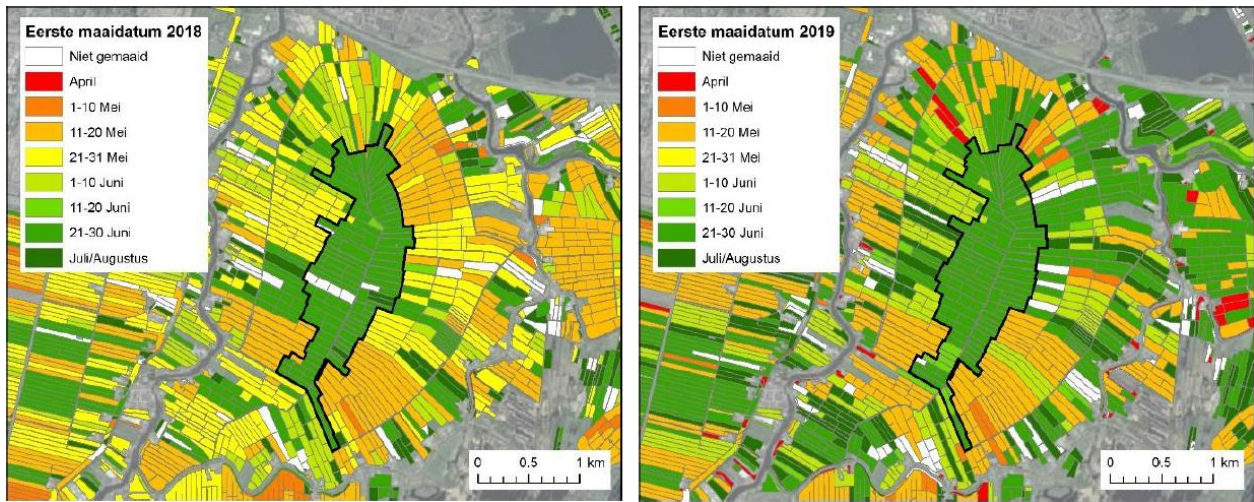 Eerste maaidatum 2018
Niet gemaaid
April
1-10 Mei
11-20 Mei
21-31 Mei
1-10 Juni
11-20 Juni
21-30 Juni
Juli/Augustus
0 0.5 1 km
Eerste maaidatum 2019
Niet gemaaid
April
1-10 Mei
11-20 Mei
21-31 Mei
1-10 Juni
11-20 Juni
21-30 Juni
Juli/Augustus
0 0.5 1 km